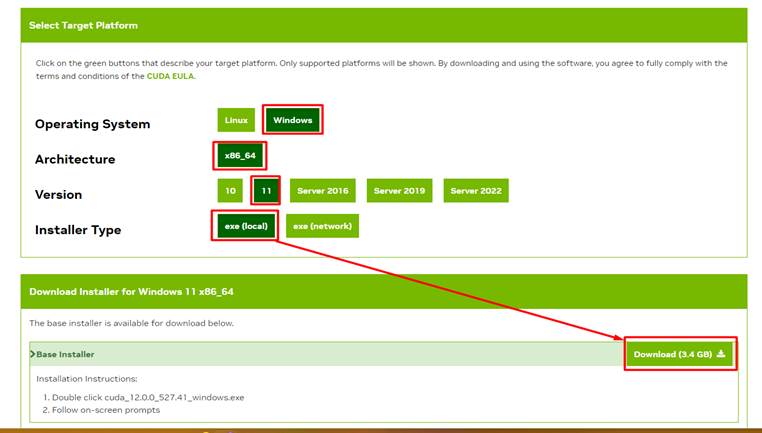 Select Target Platform
Click on the green buttons that describe your target platform. Only supported platforms will be shown. By downloading and using the software, you agree to fully comply with the
terms and conditions of the CUDA EULA.
Operating System Linux Windows
Architecture x86_64
Version 10 11 Server 2016 Server 2019 Server 2022
Installer Type exe (local) exe (network)
Download Installer for Windows 11 x86_64
The base installer is available for download below.
Base Installer Download (3.4 GB)
Installation Instructions:
1. Double click cuda_12.0.0_527.41_windows.exe
2. Follow on-screen prompts